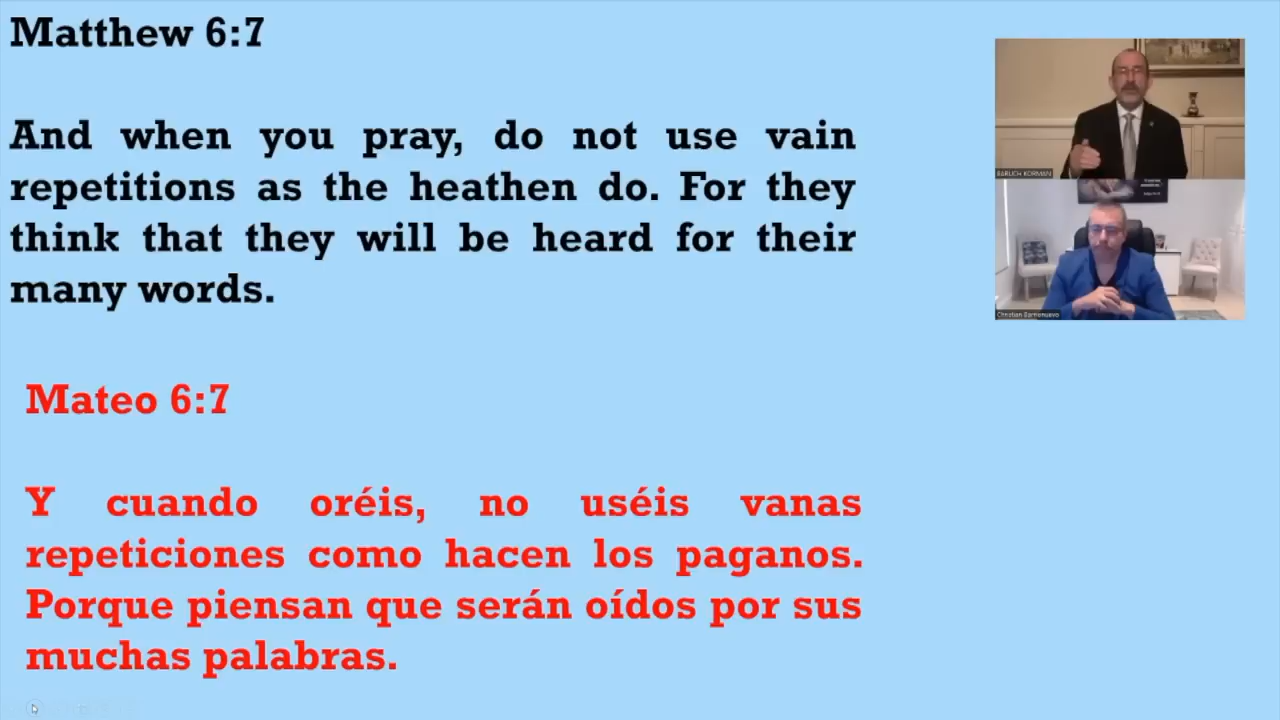 Matthew 6:7
And when you pray, do not use vain
repetitions as the heathen do. For they
think that they will be heard for their
many words.
BARUCH KORMAN
Mateo 6:7
Y cuando oréis, no uséis vanas
repeticiones como hacen los paganos.
Porque piensan que serán oídos por sus
muchas palabras.